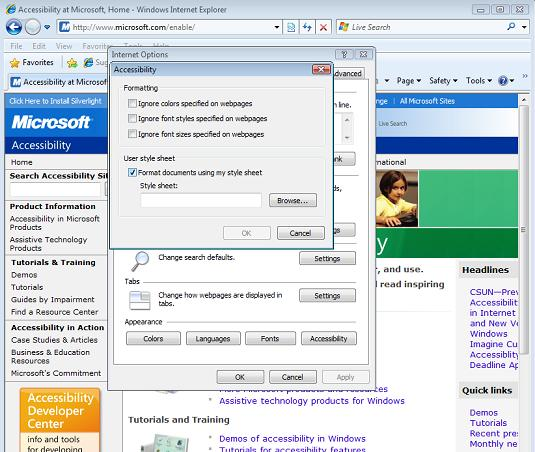 Accessibility at Microsoft, Home - Windows Internet Explorer
http://www.microsoft.com/enable/
Live Search
File Edit View Favorites Tools Help
Favorites
Accessibility at Microsoft
Page Safety Tools
Internet Options
Advanced
Accessibility
Formatting
Ignore colors specified on webpages
Ignore font styles specified on webpages
Ignore font sizes specified on webpages
User style sheet
Format documents using my style sheet
Style sheet:
Browse...
OK Cancel
Change search defaults.
Settings
Tabs
Change how webpages are displayed in
tabs.
Settings
Appearance
Colors Languages Fonts Accessibility
OK Cancel Apply
Click Here to Install Silverlight
All Microsoft Sites
Microsoft
Live Search
Accessibility
Home
Search Accessibility
Product Information
Accessibility in Microsoft
Products
Assistive Technology
Products
Tutorials & Training
Demos
Tutorials
Guides by Impairment
Find a Resource Center
Accessibility in Action
Case Studies & Articles
Business & Education
Resources
Microsoft's Commitment
Accessibility
Developer
Center
info and tools
for developing
and use.
read inspiring
Assistive technology products for Windows
Tutorials and Training
Demos of accessibility in Windows
Tutorials for accessibility features
Headlines
CSUN—Prev
Accessibility
in Internet
and New V
Windows
Imagine Cu
Accessibility
Deadline Ap
Quick links
Demos
Tutorials
Recent pres
Monthly ne